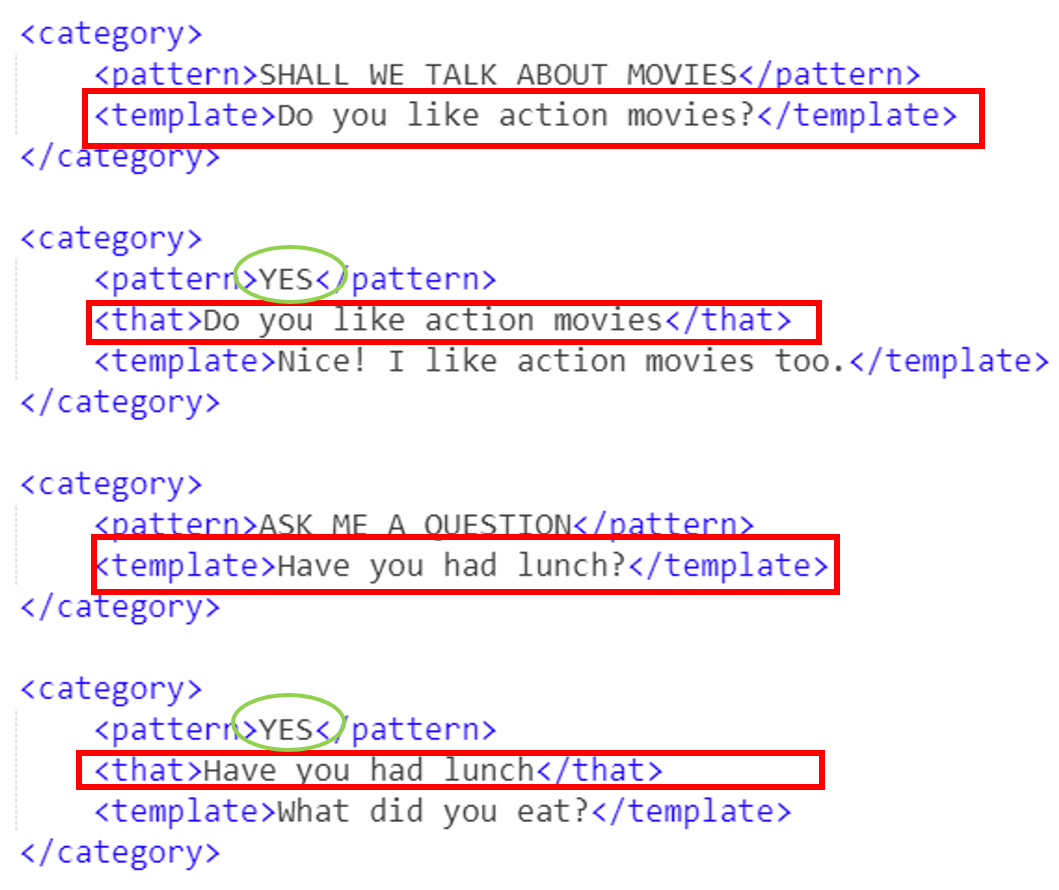 <category>
<pattern>SHALL WE TALK ABOUT MOVIES</pattern>
<template>Do you like action movies?</template>
</category>
<category>
<pattern>YES</pattern>
<that>Do you like action movies</that>
<template>Nice! I like action movies too.</template>
</category>
<category>
<pattern>ASK ME A QUESTION</pattern>
<template>Have you had lunch?</template>
</category>
<category>
<pattern>YES</pattern>
<that>Have you had lunch</that>
<template>What did you eat?</template>
</category>